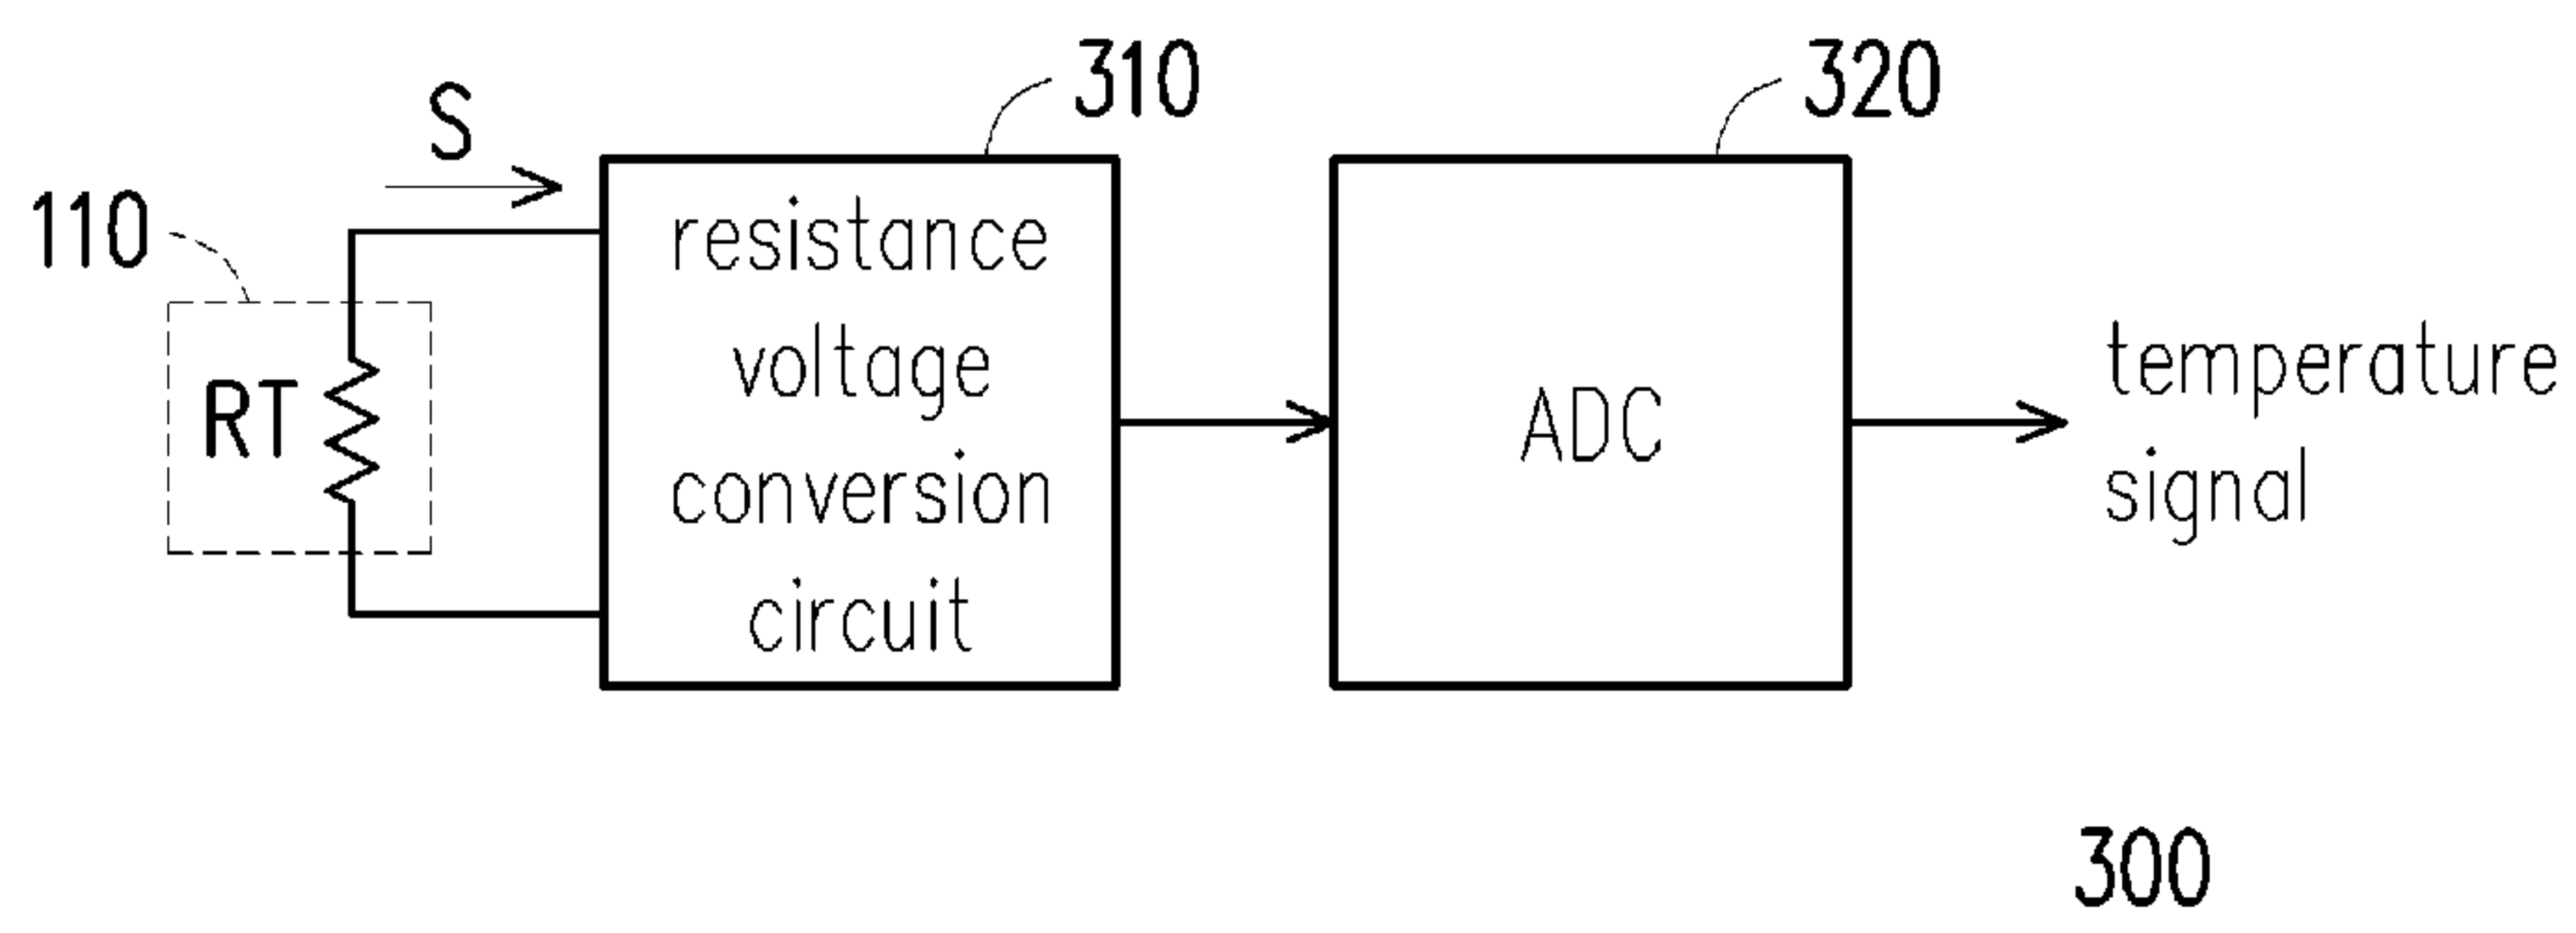 310
320
S
110
resistance
voltage
conversion
circuit
RT
ADC
temperature
signal
300